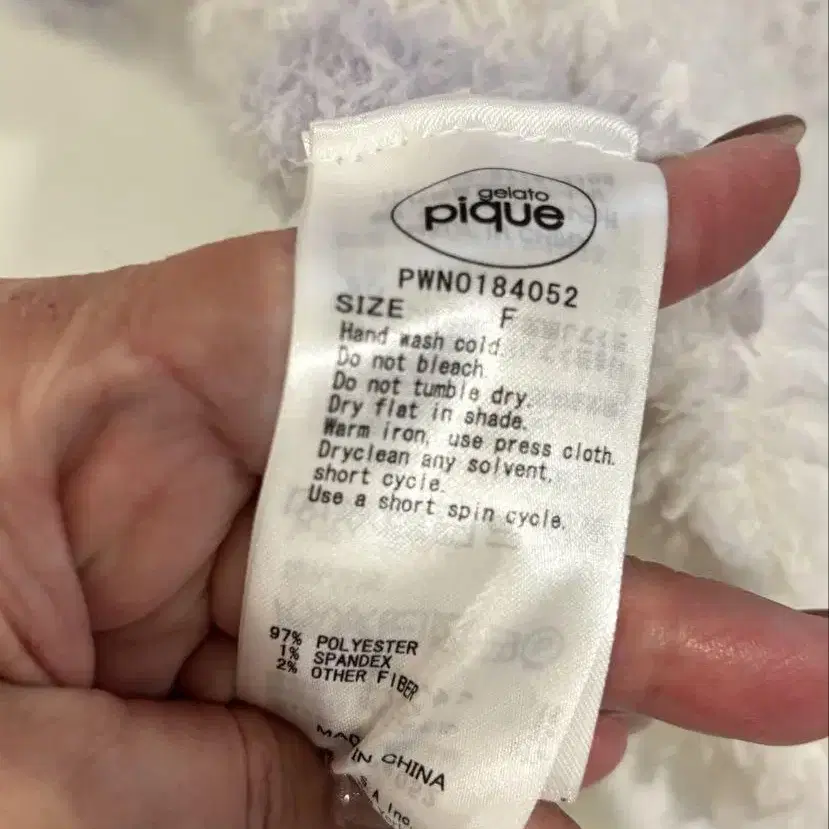 gelato
pique
PWNO184052
SIZE F
Hand wash cold.
Do not bleach.
Do not tumble dry.
Dry flat in shade.
Warm iron, use press cloth.
Dryclean any solvent,
short cycle.
Use a short spin cycle.
97% POLYESTER
1% SPANDEX
2% OTHER FIBER
MADE IN CHINA